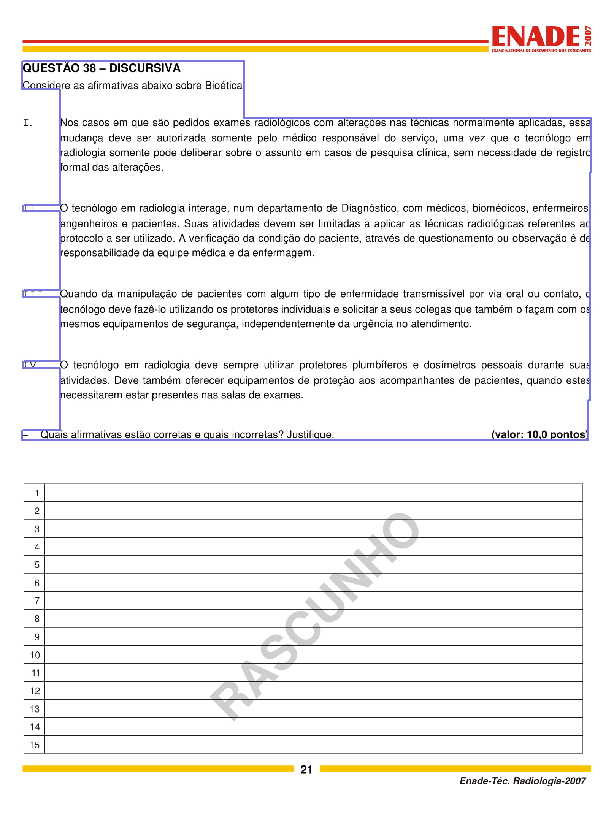 ENADE 2007
EXAME NACIONAL DE DESEMPENHO DOS ESTUDANTES
QUESTÃO 38 – DISCURSIVA
Considere as afirmativas abaixo sobre Bioética
I. Nos casos em que são pedidos exames radiológicos com alterações nas técnicas normalmente aplicadas, essa
mudança deve ser autorizada somente pelo médico responsável do serviço, uma vez que o tecnólogo em
radiologia somente pode deliberar sobre o assunto em casos de pesquisa clínica, sem necessidade de registro
formal das alterações.
II. O tecnólogo em radiologia interage, num departamento de Diagnóstico, com médicos, biomédicos, enfermeiros
engenheiros e pacientes. Suas atividades devem ser limitadas a aplicar as técnicas radiológicas referentes ao
protocolo a ser utilizado. A verificação da condição do paciente, através de questionamento ou observação é de
responsabilidade da equipe médica e da enfermagem.
III. Quando da manipulação de pacientes com algum tipo de enfermidade transmissível por via oral ou contato, o
tecnólogo deve fazê-lo utilizando os protetores individuais e solicitar a seus colegas que também o façam com os
mesmos equipamentos de segurança, independentemente da urgência no atendimento.
IV. O tecnólogo em radiologia deve sempre utilizar protetores plumbíferos e dosímetros pessoais durante suas
atividades. Deve também oferecer equipamentos de proteção aos acompanhantes de pacientes, quando estes
necessitarem estar presentes nas salas de exames.
– Quais afirmativas estão corretas e quais incorretas? Justifique. (valor: 10,0 pontos)
1
2
3
4
5
6
7
8
9
10
11
12
13
14
15
RASCUNHO
21
Enade-Téc. Radiologia-2007